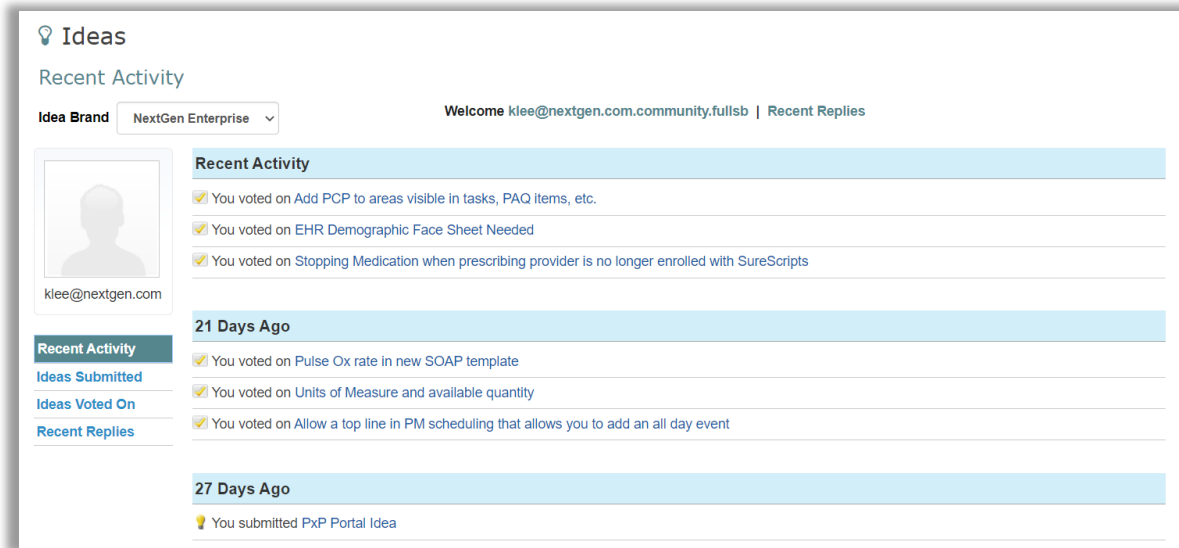 Ideas
Recent Activity
Idea Brand NextGen Enterprise Welcome klee@nextgen.com.community.fullsb | Recent Replies
klee@nextgen.com
Recent Activity
Ideas Submitted
Ideas Voted On
Recent Replies
Recent Activity
You voted on Add PCP to areas visible in tasks, PAQ items, etc.
You voted on EHR Demographic Face Sheet Needed
You voted on Stopping Medication when prescribing provider is no longer enrolled with SureScripts
21 Days Ago
You voted on Pulse Ox rate in new SOAP template
You voted on Units of Measure and available quantity
You voted on Allow a top line in PM scheduling that allows you to add an all day event
27 Days Ago
You submitted PxP Portal Idea